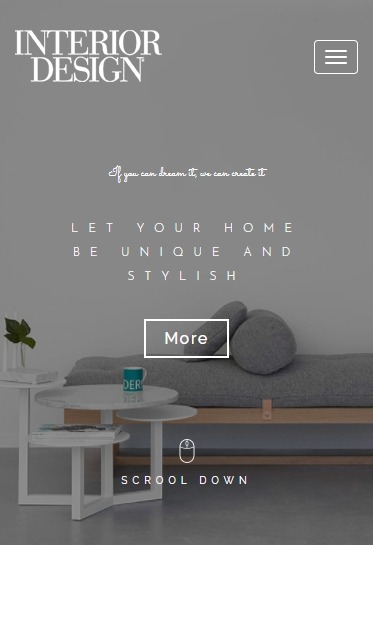 INTERIOR
DESIGN
If you can dream it, we can create it
LET YOUR HOME
BE UNIQUE AND
STYLISH
More
DER
SCROOL DOWN